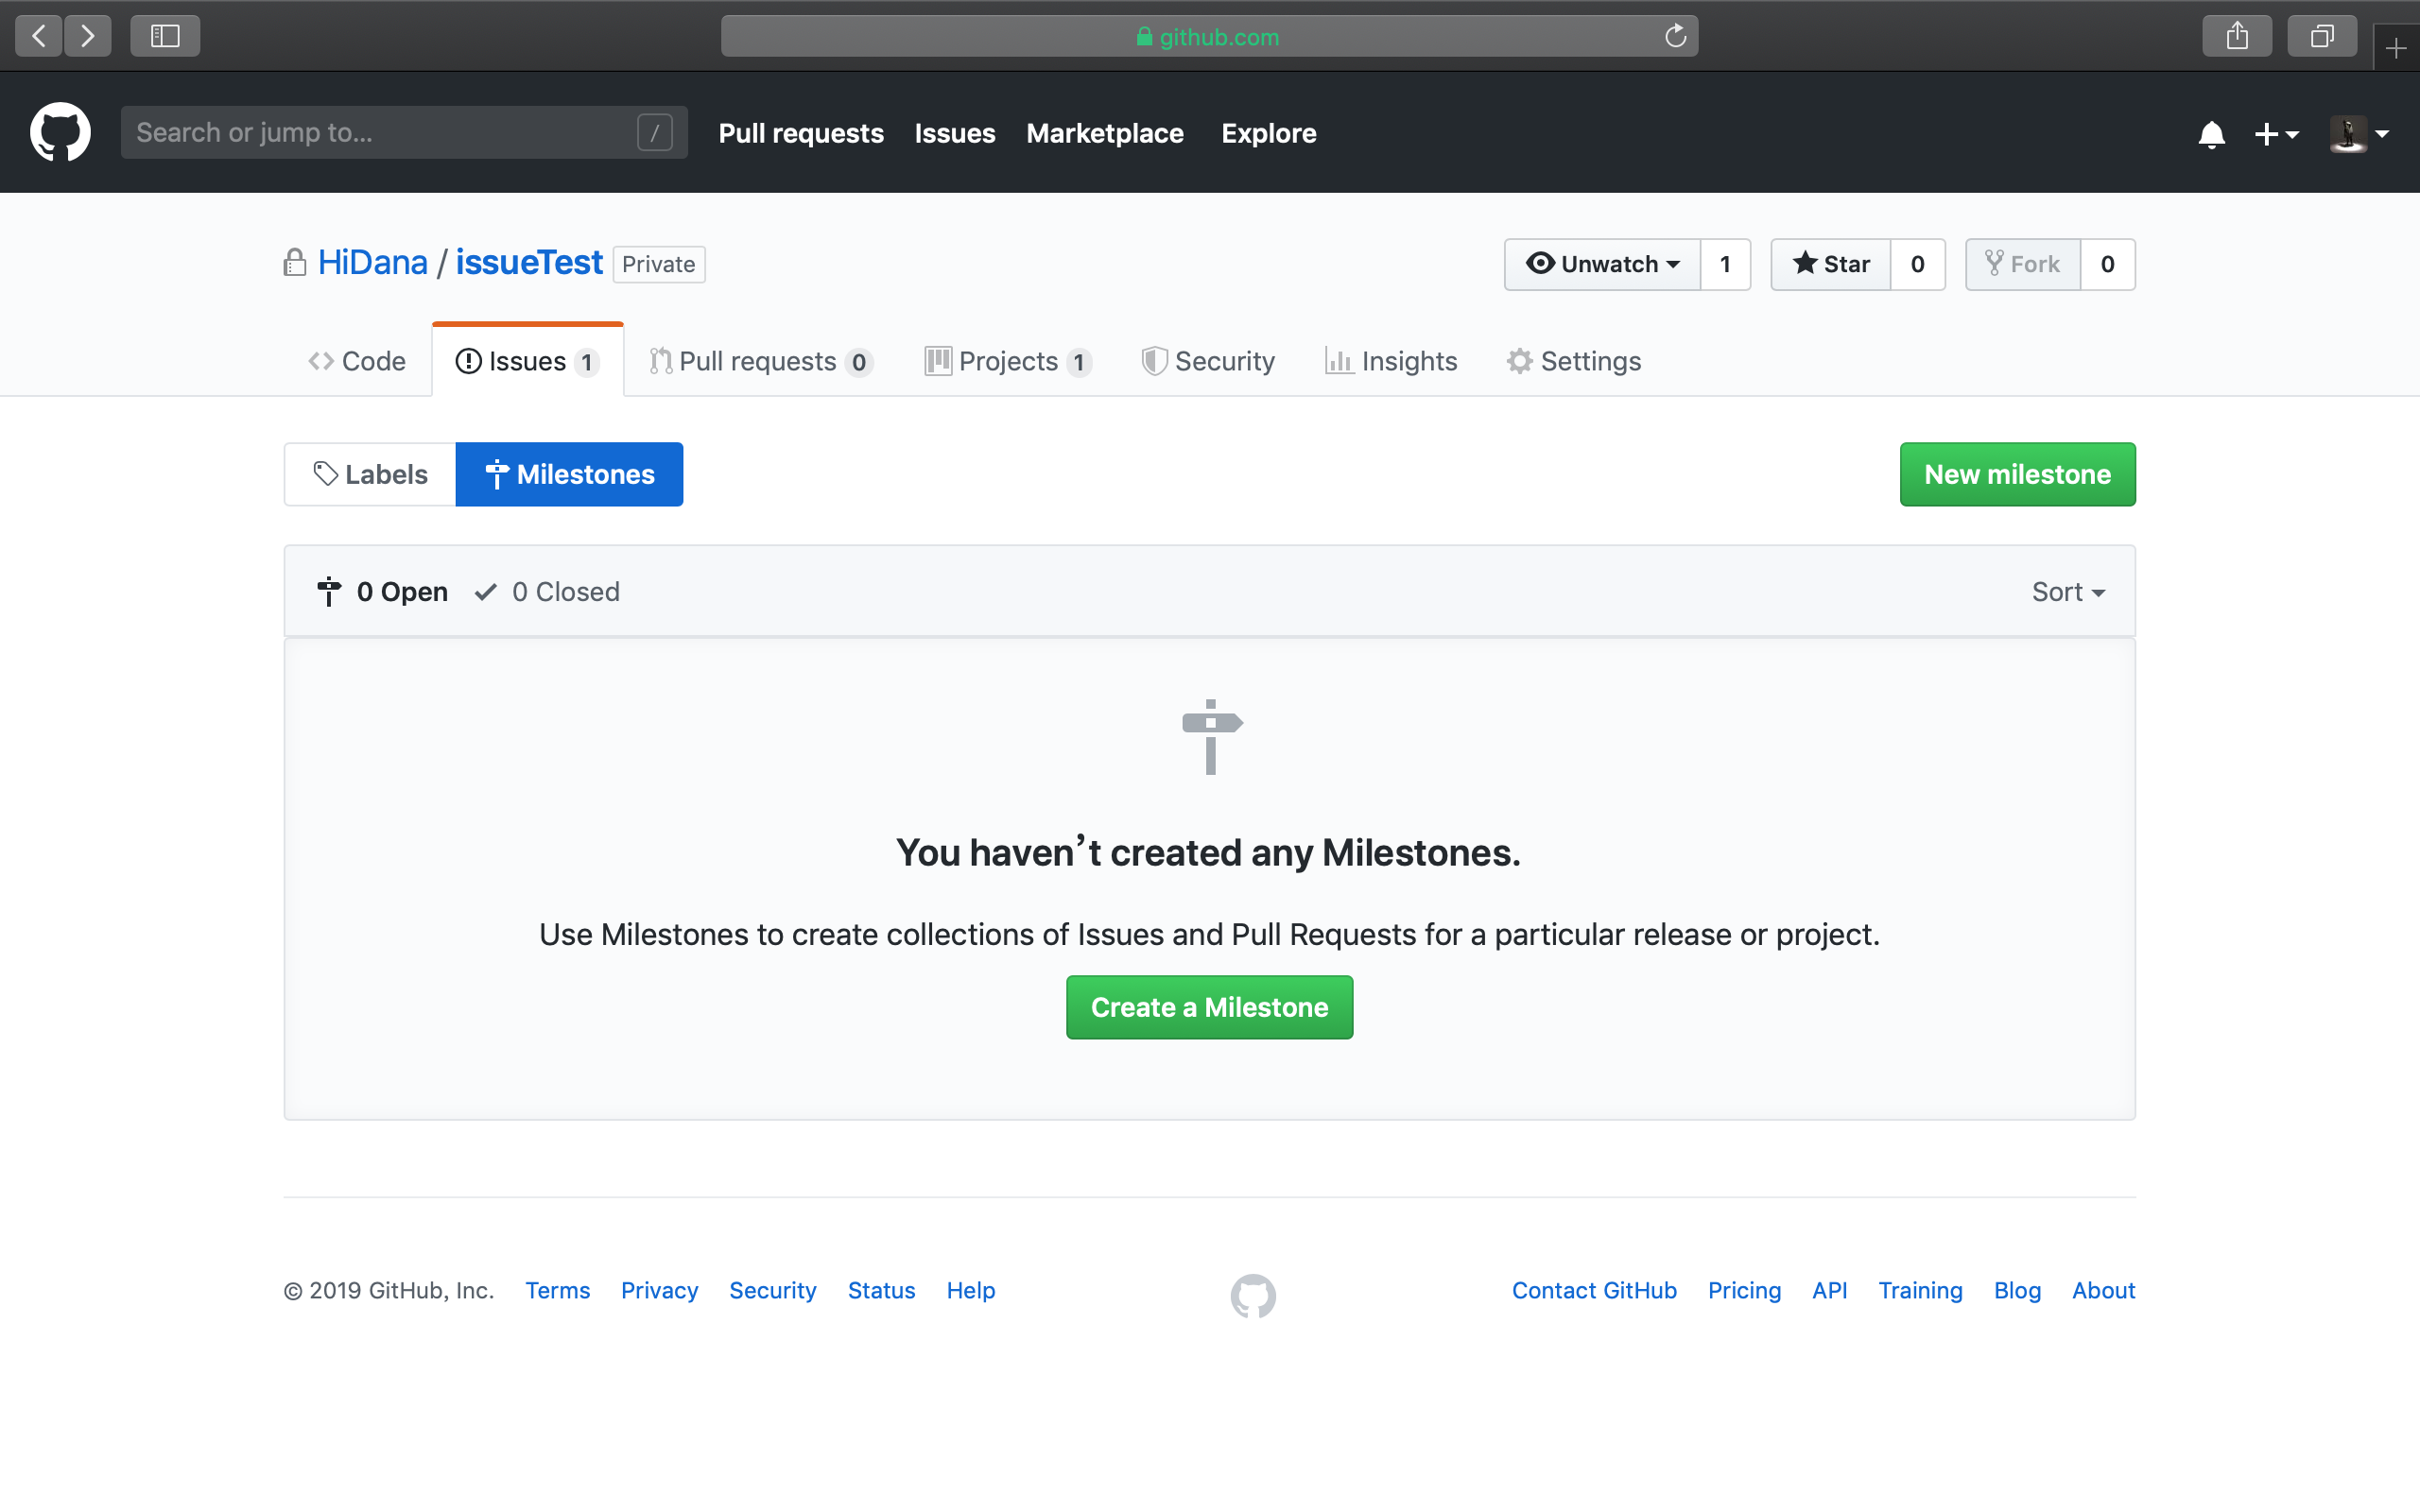 github.com
Search or jump to... /
Pull requests Issues Marketplace Explore
HiDana / issueTest Private
Unwatch 1 Star 0 Fork 0
Code Issues 1 Pull requests 0 Projects 1 Security Insights Settings
Labels Milestones
New milestone
0 Open 0 Closed
Sort
You haven’t created any Milestones.
Use Milestones to create collections of Issues and Pull Requests for a particular release or project.
Create a Milestone
© 2019 GitHub, Inc. Terms Privacy Security Status Help
Contact GitHub Pricing API Training Blog About